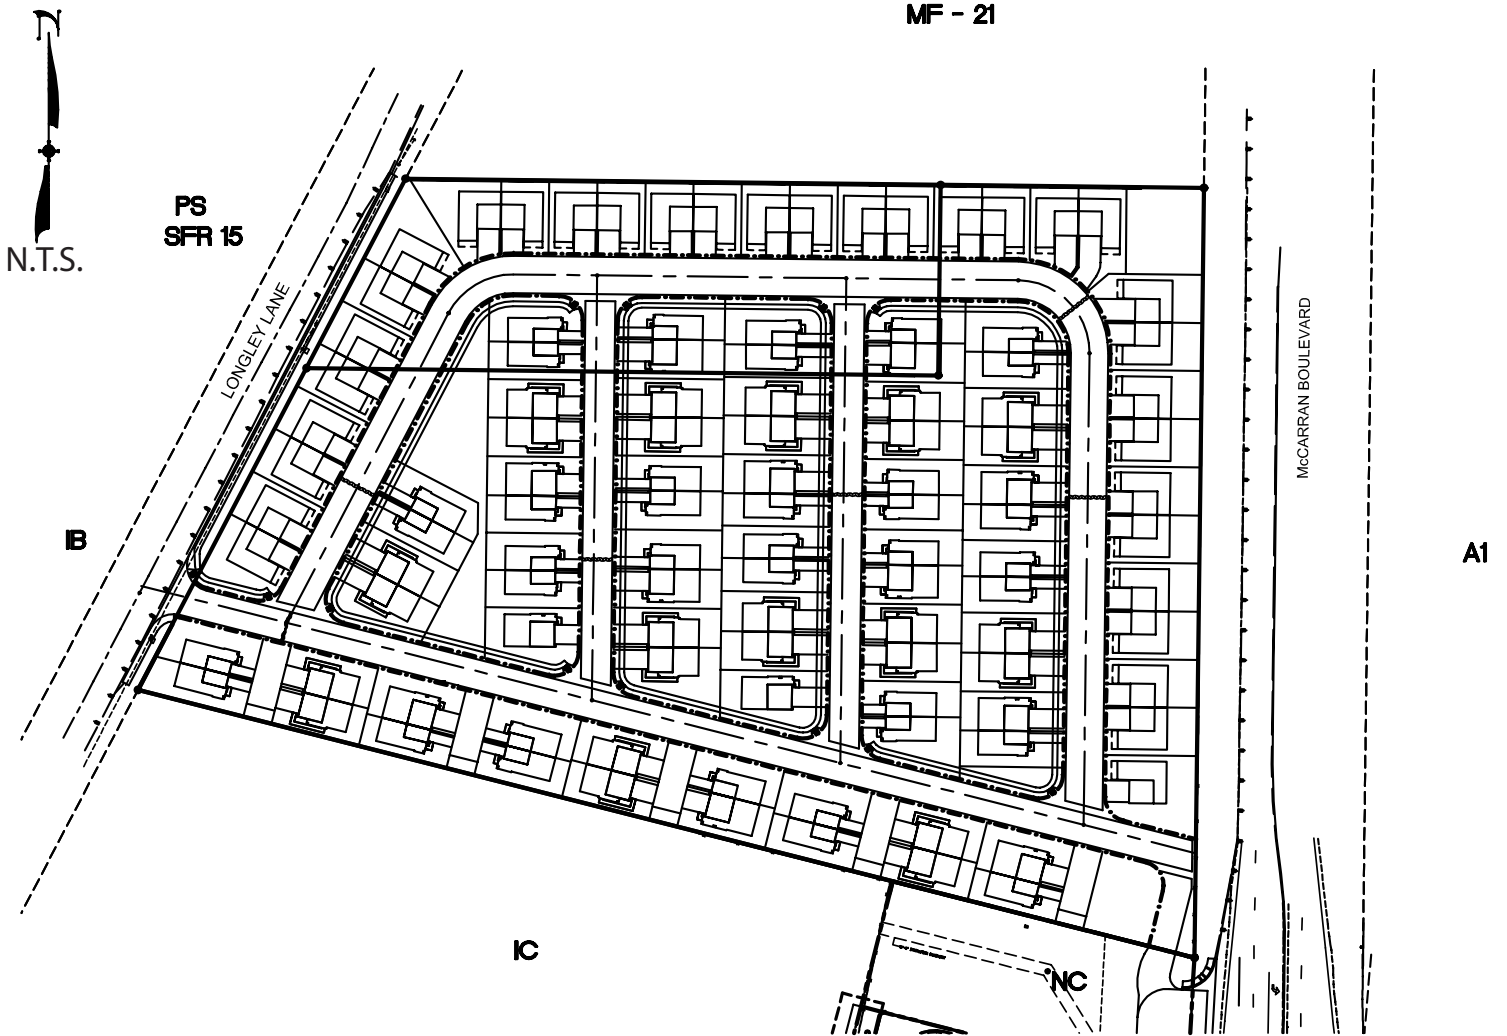 MF - 21
N
N.T.S.
PS
SFR 15
LONGLEY LANE
McCARRAN BOULEVARD
IB
A1
IC
NC